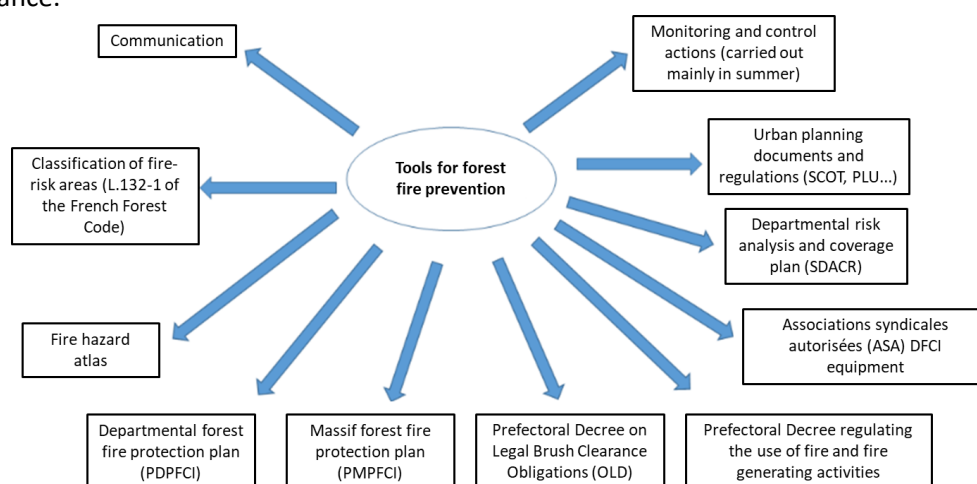 Communication
Monitoring and control
actions (carried out
mainly in summer)
Tools for forest
fire prevention
Urban planning
documents and
regulations (SCOT, PLU...)
Classification of fire-
risk areas (L.132-1 of
the French Forest
Code)
Departmental risk
analysis and coverage
plan (SDACR)
Fire hazard
atlas
Associations syndicales
autorisées (ASA) DFCI
equipment
Departmental forest
fire protection plan
(PDPFCI)
Massif forest fire
protection plan
(PMPFCI)
Prefectoral Decree on
Legal Brush Clearance
Obligations (OLD)
Prefectoral Decree regulating
the use of fire and fire
generating activities